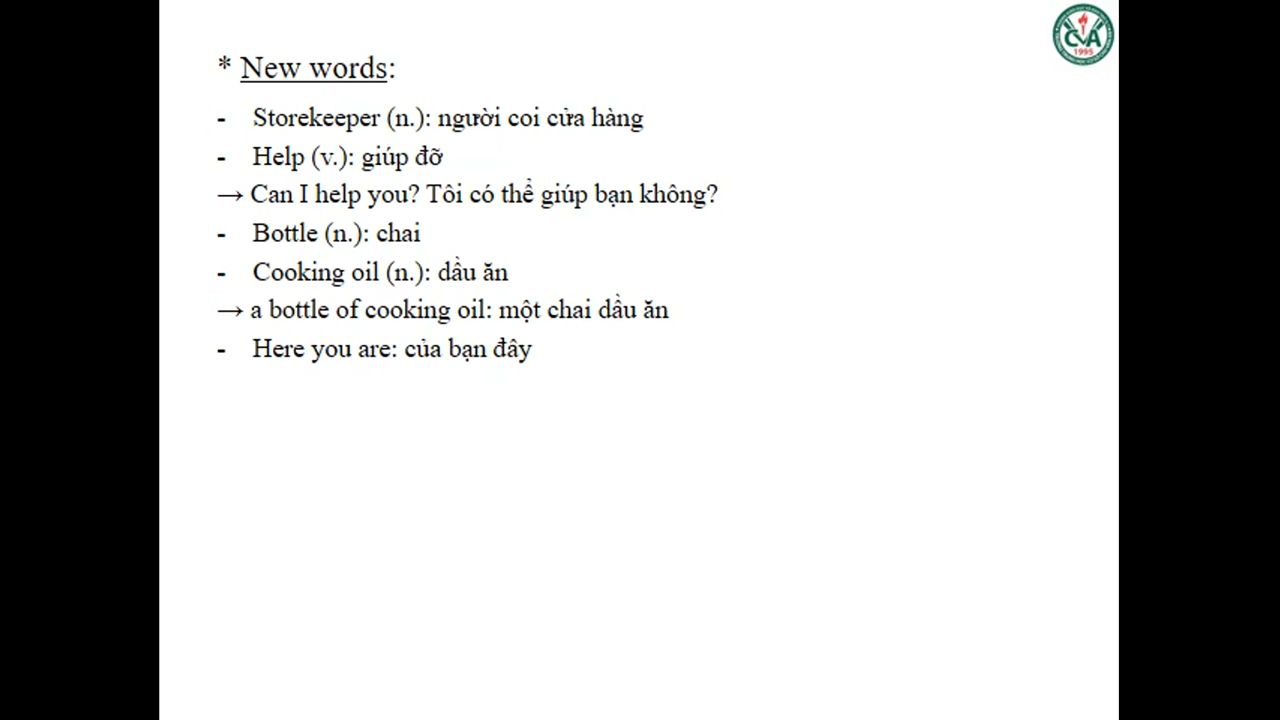 * New words:
- Storekeeper (n.): người coi cửa hàng
- Help (v.): giúp đỡ
→ Can I help you? Tôi có thể giúp bạn không?
- Bottle (n.): chai
- Cooking oil (n.): dầu ăn
→ a bottle of cooking oil: một chai dầu ăn
- Here you are: của bạn đây
CVA
1995